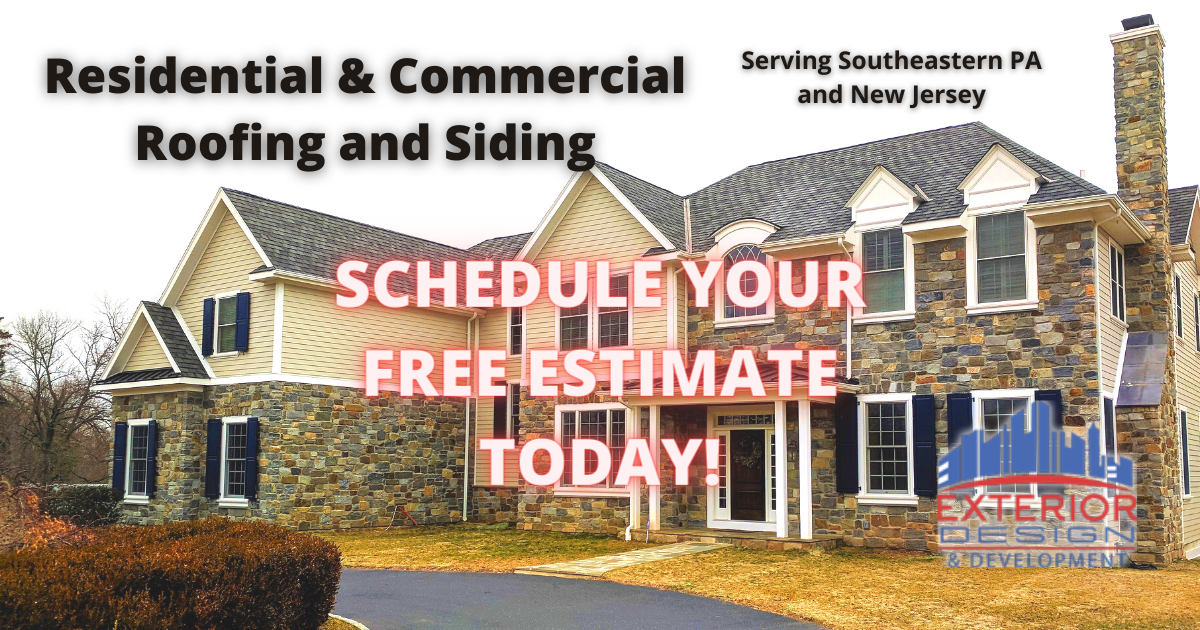 Residential & Commercial
Roofing and Siding
Serving Southeastern PA
and New Jersey
SCHEDULE YOUR
FREE ESTIMATE
TODAY!
EXTERIOR
DESIGN
& DEVELOPMENT